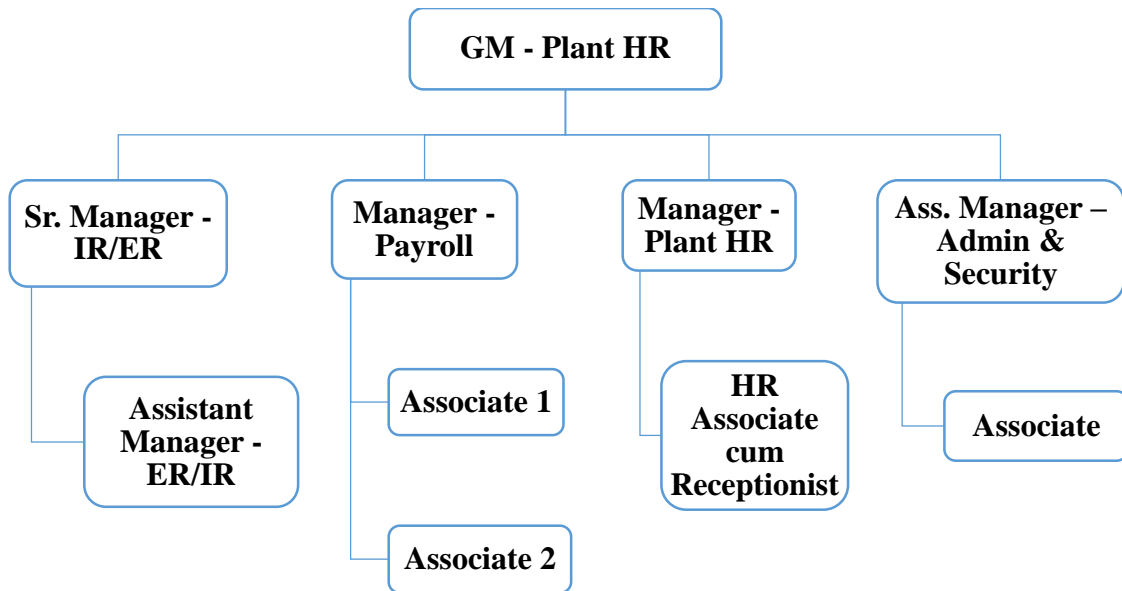 GM - Plant HR
Sr. Manager -
IR/ER
Manager -
Payroll
Manager -
Plant HR
Ass. Manager –
Admin &
Security
Assistant
Manager -
ER/IR
Associate 1
Associate 2
HR
Associate
cum
Receptionist
Associate